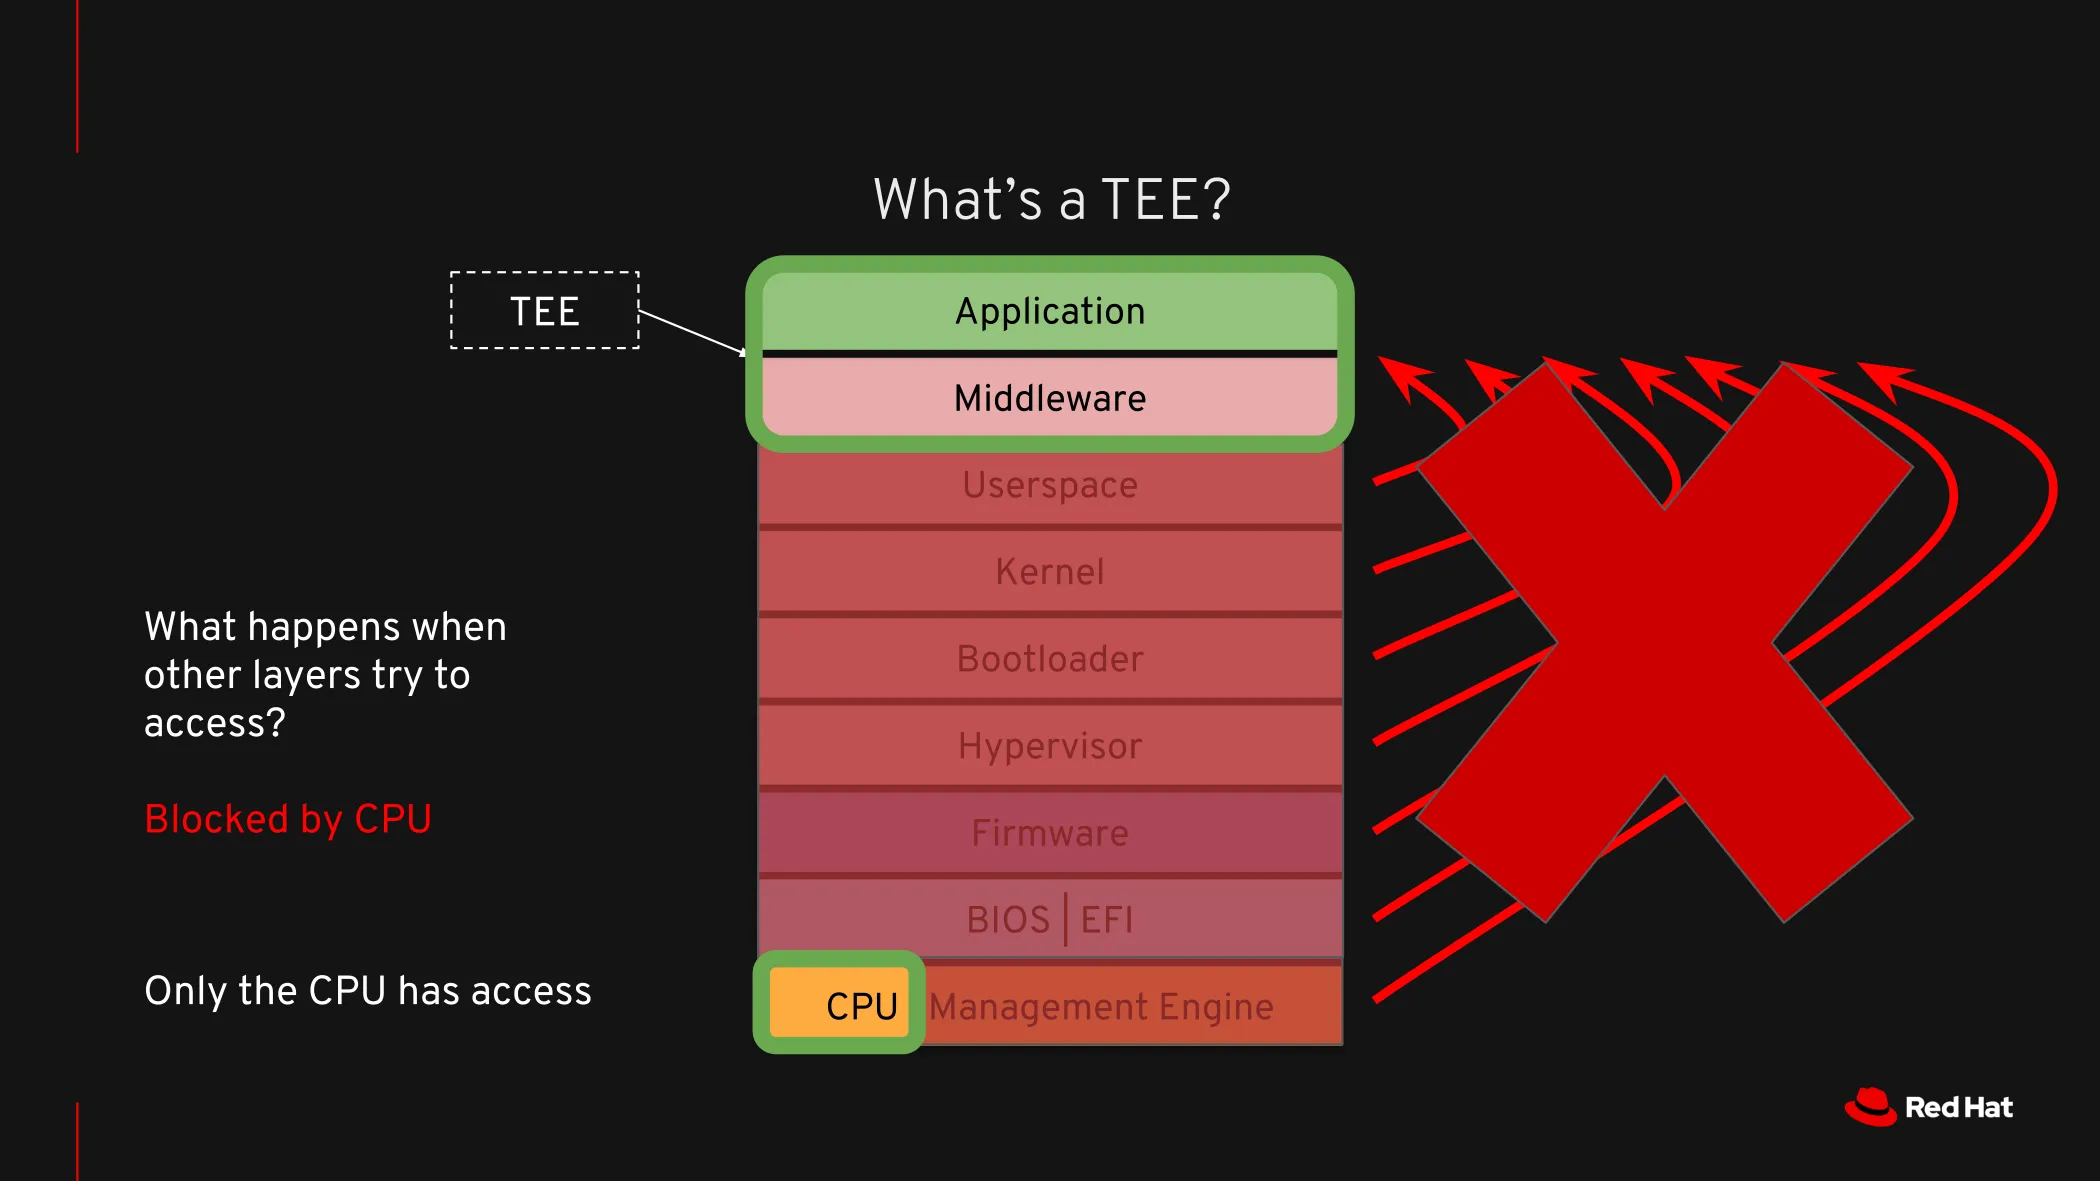 What's a TEE?
TEE
Application
Middleware
Userspace
Kernel
Bootloader
Hypervisor
Firmware
BIOS | EFI
CPU Management Engine
What happens when
other layers try to
access?
Blocked by CPU
Only the CPU has access
Red Hat